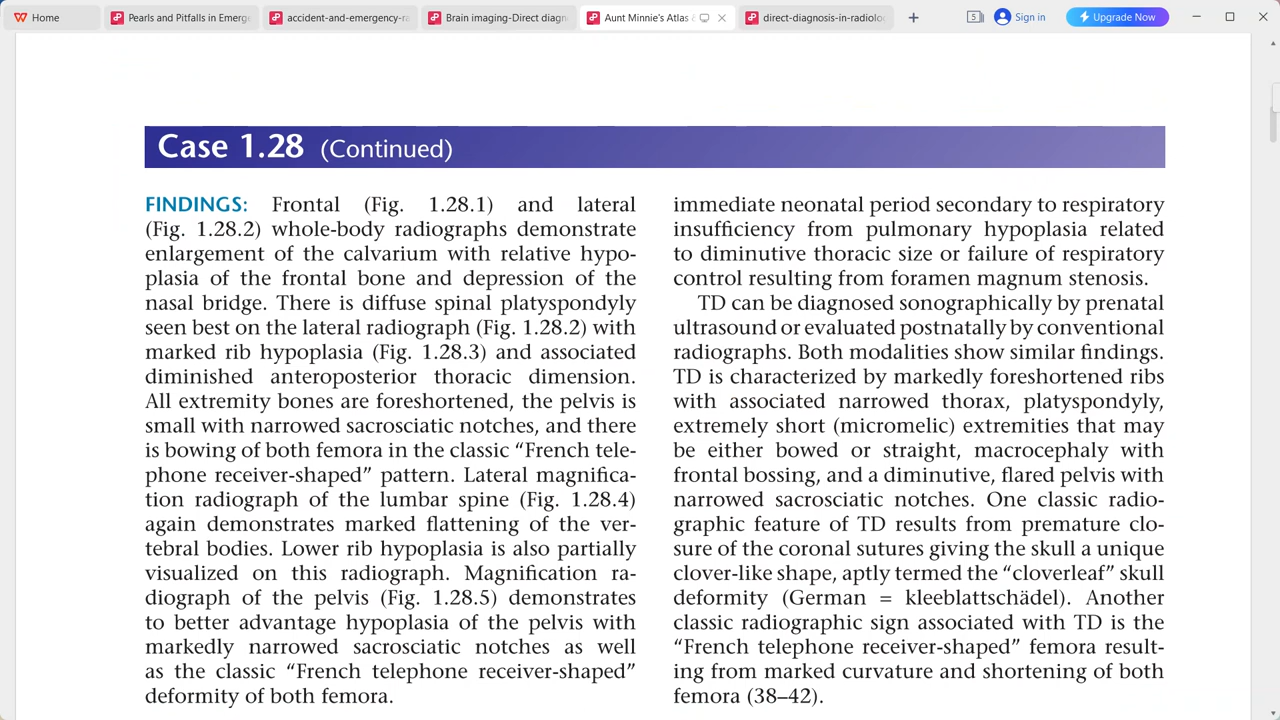 Home
Pearls and Pitfalls in Emerg
accident-and-emergency-ra
Brain imaging-Direct diagn
Aunt Minnie's Atlas
direct-diagnosis-in-radiolo
5
Sign in
Upgrade Now
Case 1.28 (Continued)
FINDINGS: Frontal (Fig. 1.28.1) and lateral
(Fig. 1.28.2) whole-body radiographs demonstrate
enlargement of the calvarium with relative hypo-
plasia of the frontal bone and depression of the
nasal bridge. There is diffuse spinal platyspondyly
seen best on the lateral radiograph (Fig. 1.28.2) with
marked rib hypoplasia (Fig. 1.28.3) and associated
diminished anteroposterior thoracic dimension.
All extremity bones are foreshortened, the pelvis is
small with narrowed sacrosciatic notches, and there
is bowing of both femora in the classic “French tele-
phone receiver-shaped” pattern. Lateral magnifica-
tion radiograph of the lumbar spine (Fig. 1.28.4)
again demonstrates marked flattening of the ver-
tebral bodies. Lower rib hypoplasia is also partially
visualized on this radiograph. Magnification ra-
diograph of the pelvis (Fig. 1.28.5) demonstrates
to better advantage hypoplasia of the pelvis with
markedly narrowed sacrosciatic notches as well
as the classic “French telephone receiver-shaped”
deformity of both femora.
immediate neonatal period secondary to respiratory
insufficiency from pulmonary hypoplasia related
to diminutive thoracic size or failure of respiratory
control resulting from foramen magnum stenosis.
TD can be diagnosed sonographically by prenatal
ultrasound or evaluated postnatally by conventional
radiographs. Both modalities show similar findings.
TD is characterized by markedly foreshortened ribs
with associated narrowed thorax, platyspondyly,
extremely short (micromelic) extremities that may
be either bowed or straight, macrocephaly with
frontal bossing, and a diminutive, flared pelvis with
narrowed sacrosciatic notches. One classic radio-
graphic feature of TD results from premature clo-
sure of the coronal sutures giving the skull a unique
clover-like shape, aptly termed the “cloverleaf” skull
deformity (German = kleeblattschädel). Another
classic radiographic sign associated with TD is the
“French telephone receiver-shaped” femora result-
ing from marked curvature and shortening of both
femora (38–42).